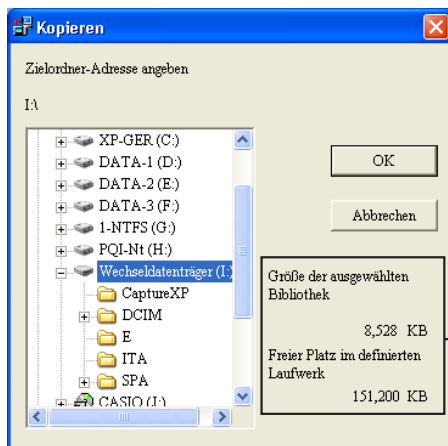 Kopieren
Zielordner-Adresse angeben
I:\
XP-GER (C:)
DATA-1 (D:)
DATA-2 (E:)
DATA-3 (F:)
1-NTFS (G:)
PQI-Nt (H:)
Wechseldatenträger (I:)
CaptureXP
DCIM
E
ITA
SPA
CASIO (J:)
OK
Abbrechen
Größe der ausgewählten
Bibliothek
8,528 KB
Freier Platz im definierten
Laufwerk
151,200 KB